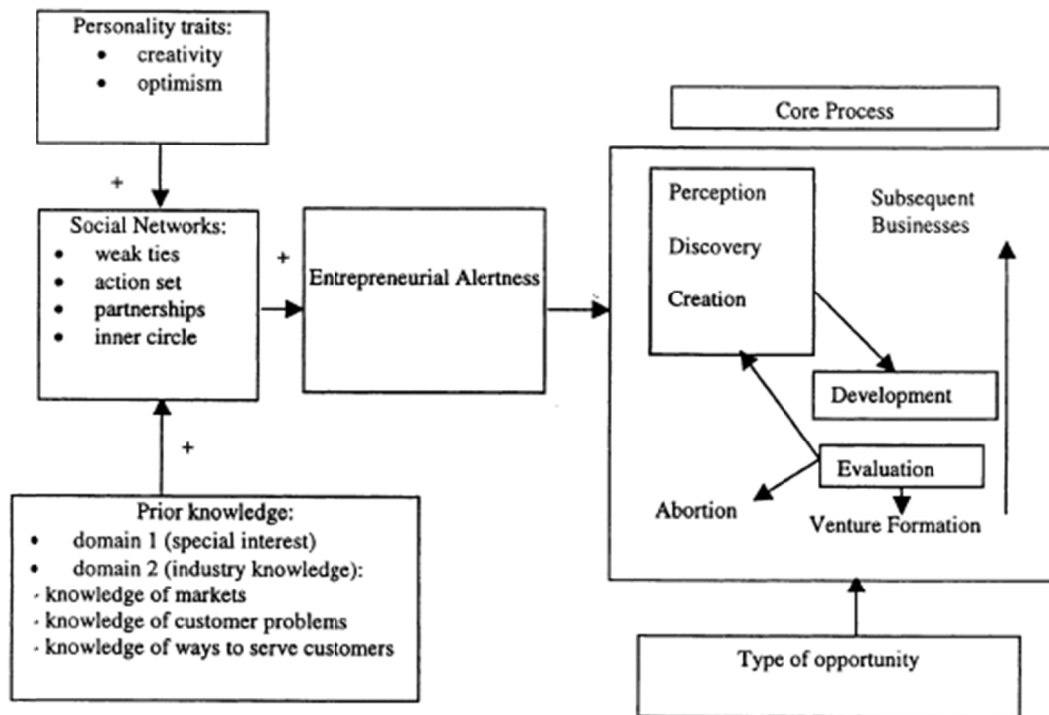 Personality traits:
• creativity
• optimism
+
Social Networks:
• weak ties
• action set
• partnerships
• inner circle
+
Entrepreneurial Alertness
+
Prior knowledge:
• domain 1 (special interest)
• domain 2 (industry knowledge):
- knowledge of markets
- knowledge of customer problems
- knowledge of ways to serve customers
Core Process
Perception
Discovery
Creation
Subsequent
Businesses
Development
Evaluation
Abortion
Venture Formation
Type of opportunity